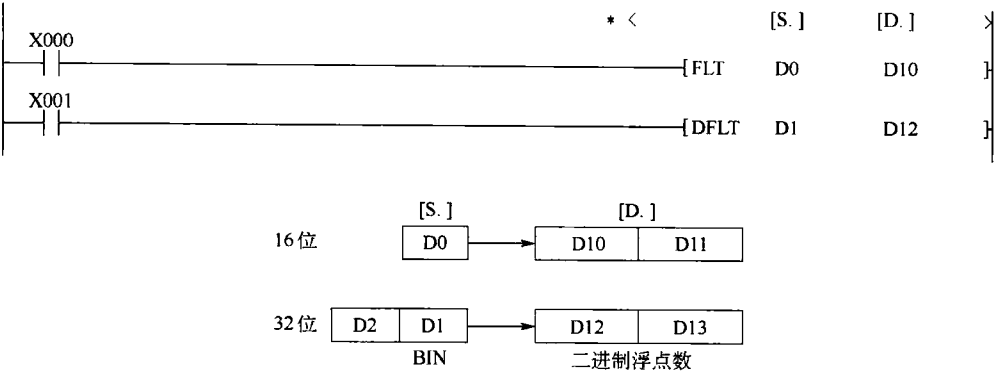 * < [S. ] [D. ] >
X000
[ FLT D0 D10 ]
X001
[ DFLT D1 D12 ]
[S. ] [D. ]
16位 D0 D10 D11
32位 D2 D1 D12 D13
BIN 二进制浮点数